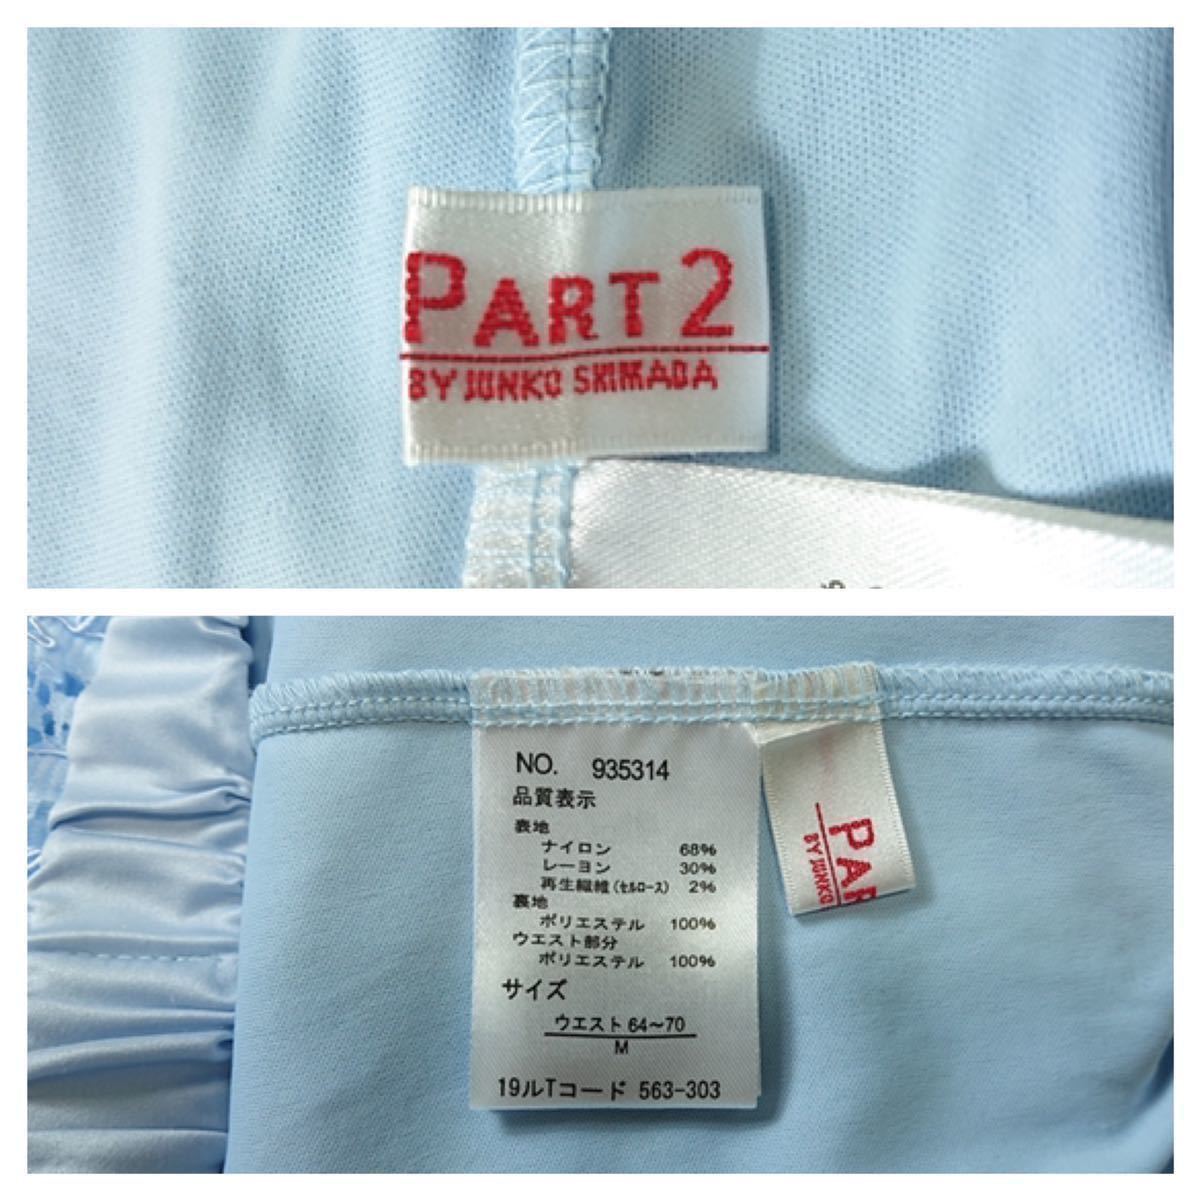 PART 2
BY JUNKO SHIMADA
NO. 935314
品質表示
表地
ナイロン 68%
レーヨン 30%
再生繊維(セルロース) 2%
裏地
ポリエステル 100%
ウエスト部分
ポリエステル 100%
サイズ
ウエスト 64~70
M
19ルTコード 563-303
PAR
BY JUNKO